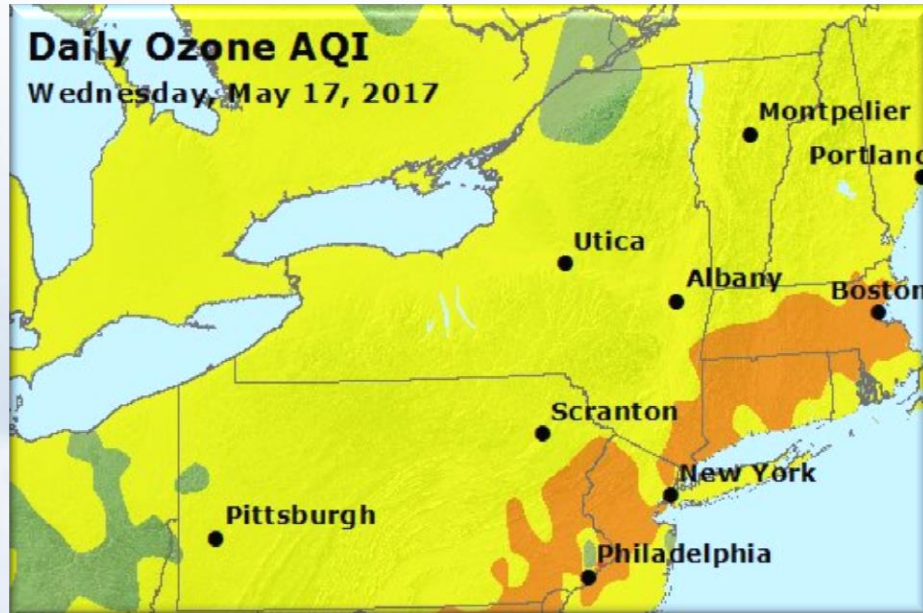 Daily Ozone AQI
Wednesday, May 17, 2017
Montpelier
Portland
Utica
Albany
Boston
Scranton
New York
Pittsburgh
Philadelphia